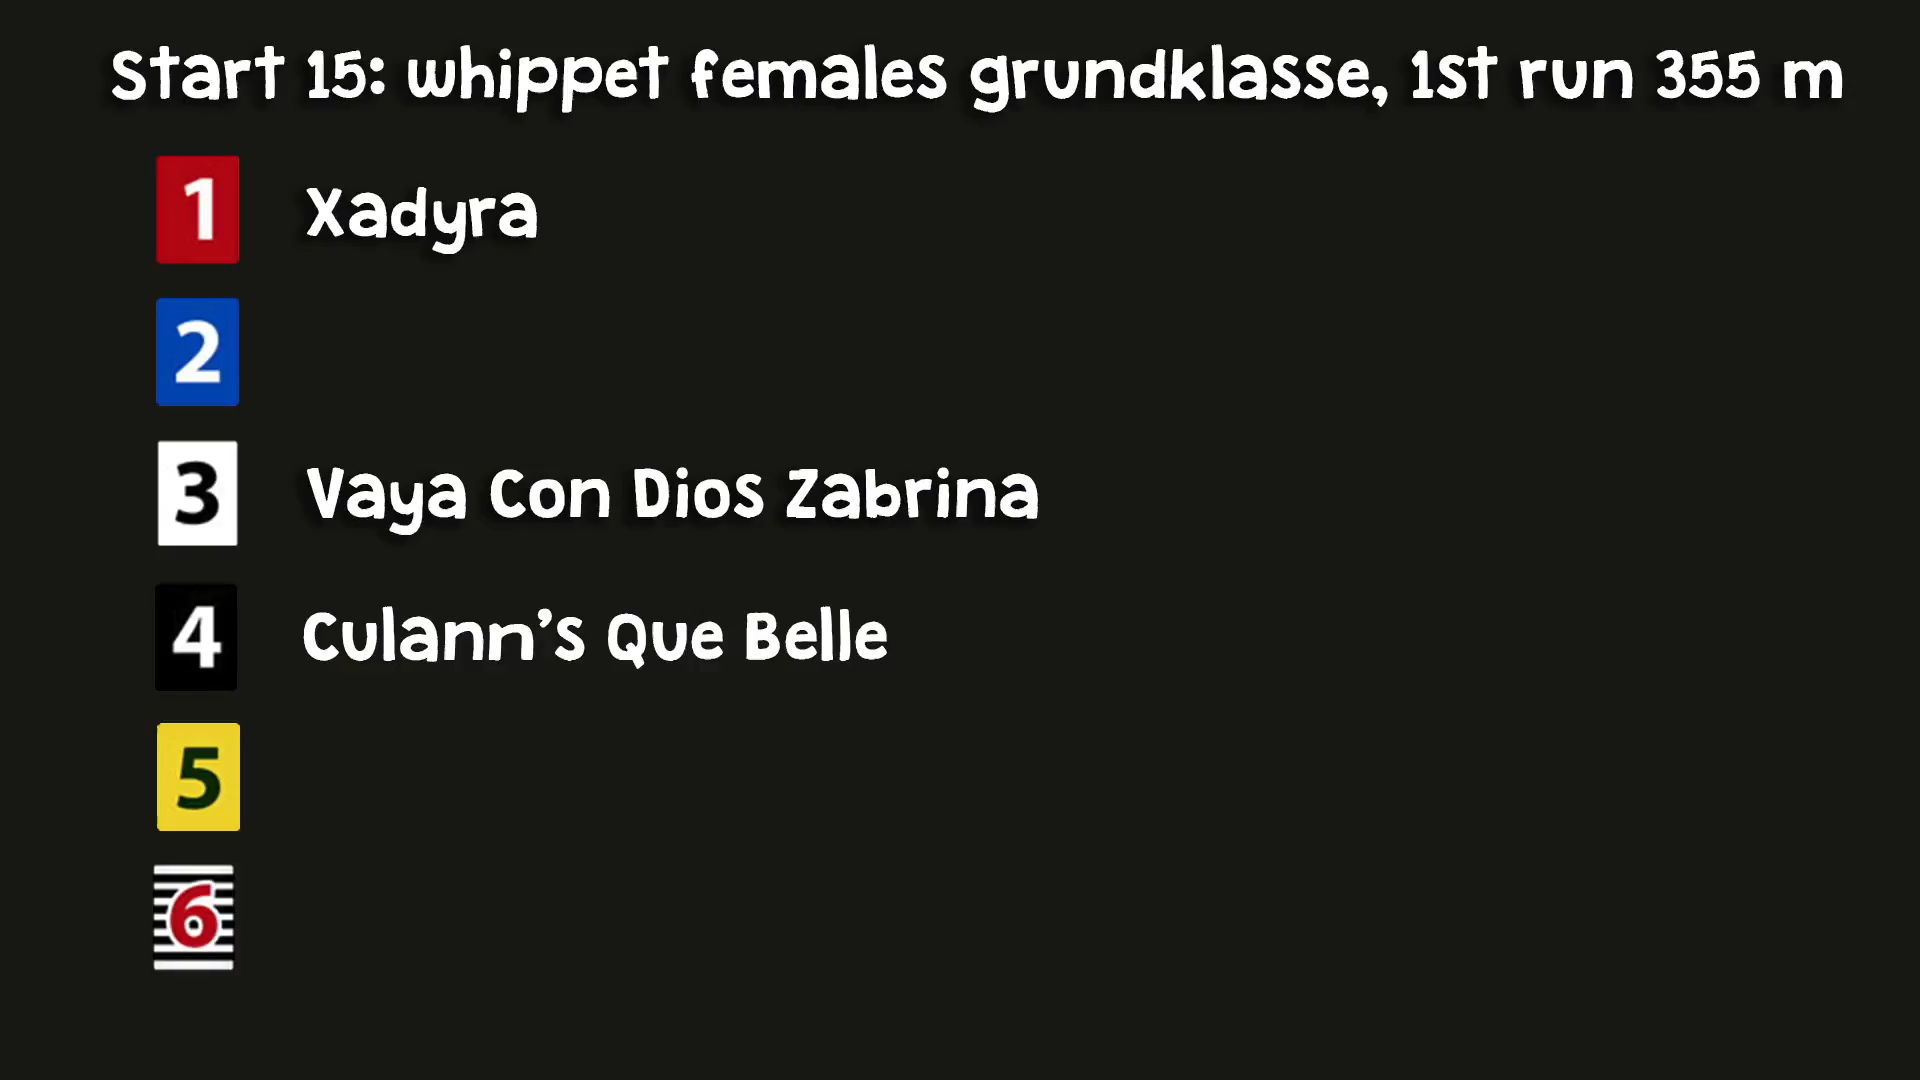 Start 15: whippet females grundklasse, 1st run 355 m
1 Xadyra
2
3 Vaya Con Dios Zabrina
4 Culann's Que Belle
5
6